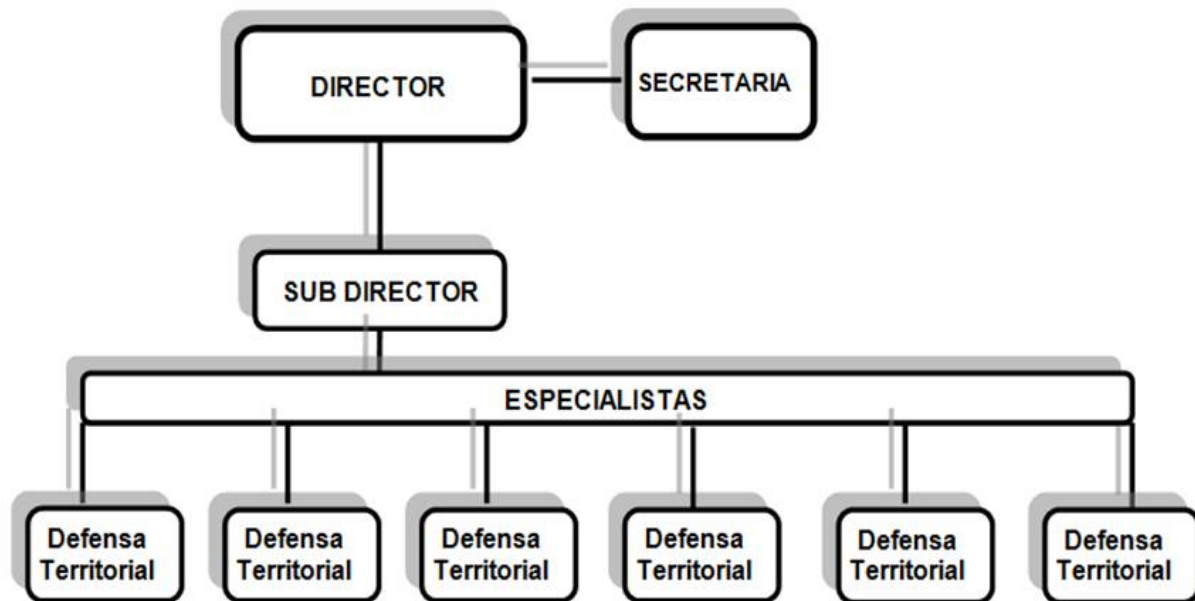 DIRECTOR
SECRETARIA
SUB DIRECTOR
ESPECIALISTAS
Defensa
Territorial
Defensa
Territorial
Defensa
Territorial
Defensa
Territorial
Defensa
Territorial
Defensa
Territorial